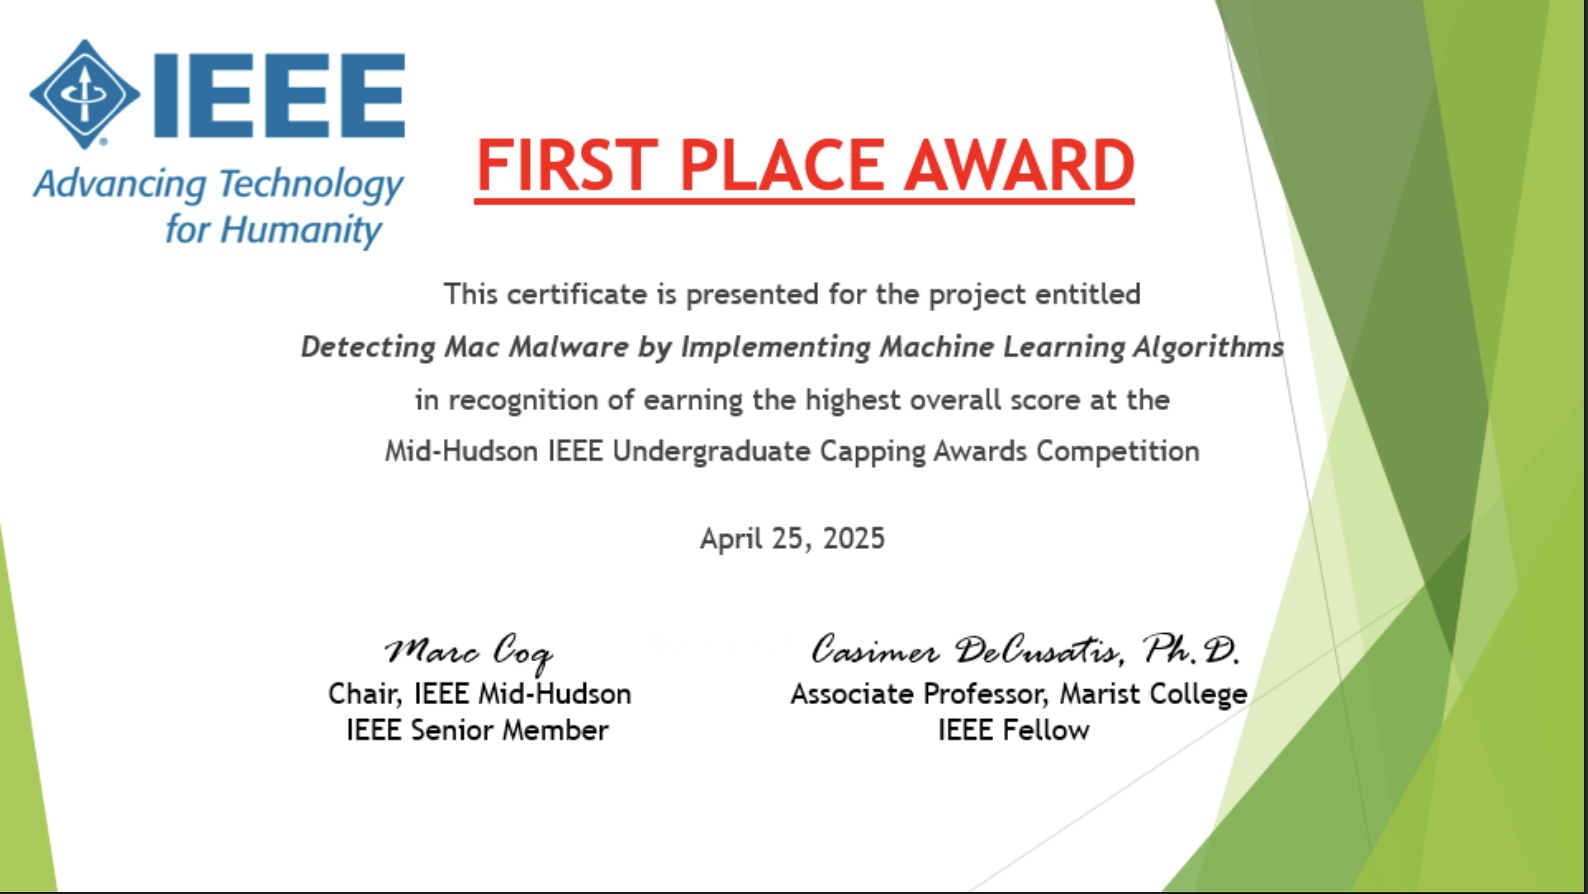 IEEE
Advancing Technology
for Humanity
FIRST PLACE AWARD
This certificate is presented for the project entitled
Detecting Mac Malware by Implementing Machine Learning Algorithms
in recognition of earning the highest overall score at the
Mid-Hudson IEEE Undergraduate Capping Awards Competition
April 25, 2025
Marc Coq
Chair, IEEE Mid-Hudson
IEEE Senior Member
Casimer DeCusatis, Ph.D.
Associate Professor, Marist College
IEEE Fellow